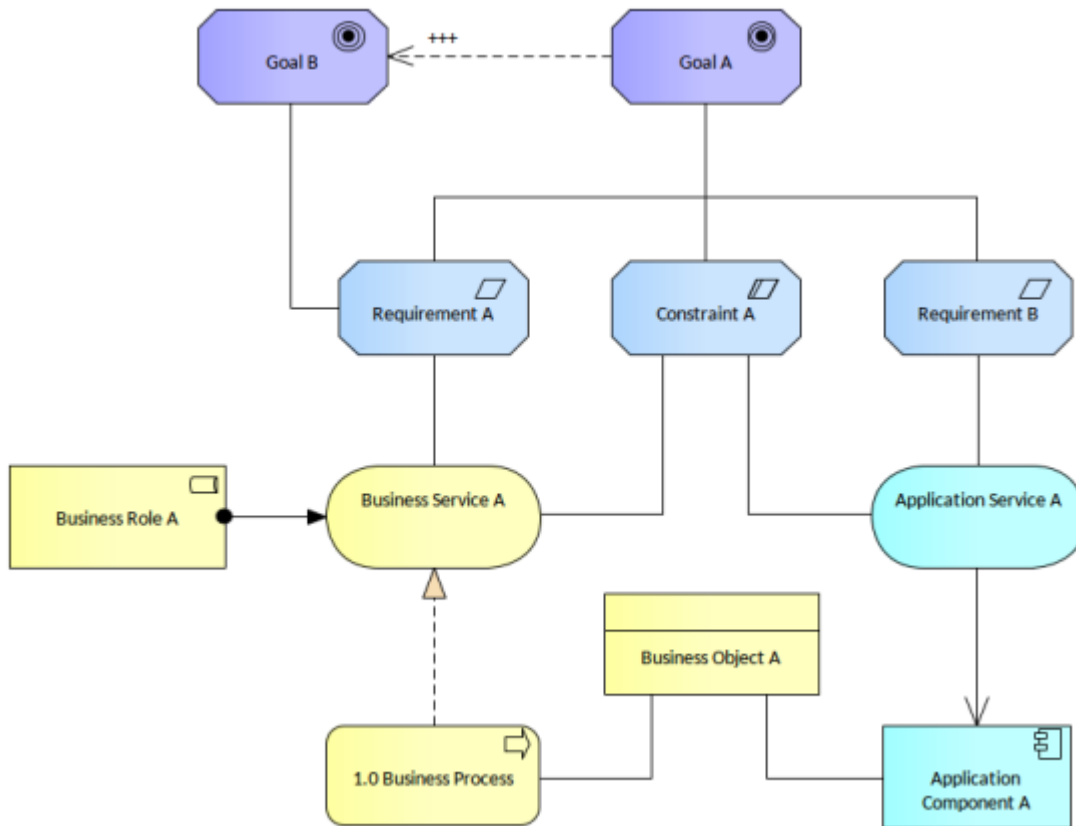 +++
Goal B
Goal A
Requirement A
Constraint A
Requirement B
Business Service A
Application Service A
Business Role A
Business Object A
1.0 Business Process
Application
Component A